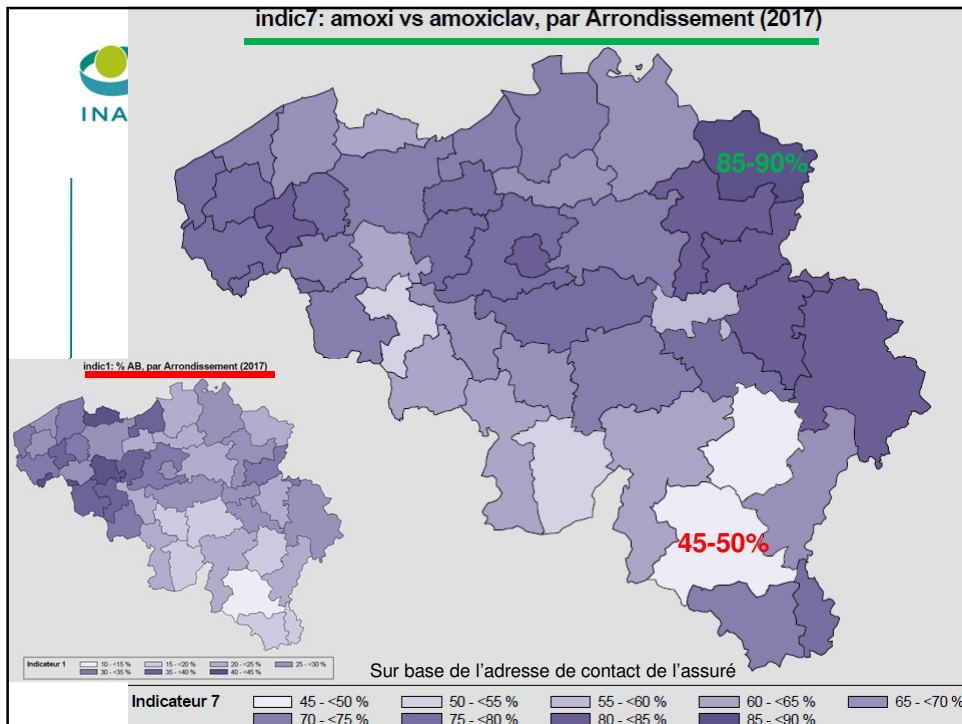 indic7: amoxi vs amoxiclav, par Arrondissement (2017)
INA
85-90%
45-50%
indic1: % AB, par Arrondissement (2017)
Indicateur 1 10 - <15 % 15 - <20 % 20 - <25 % 25 - <30 %
30 - <35 % 35 - <40 % 40 - <45 %
Sur base de l'adresse de contact de l'assuré
Indicateur 7 45 - <50 % 50 - <55 % 55 - <60 % 60 - <65 % 65 - <70 %
70 - <75 % 75 - <80 % 80 - <85 % 85 - <90 %